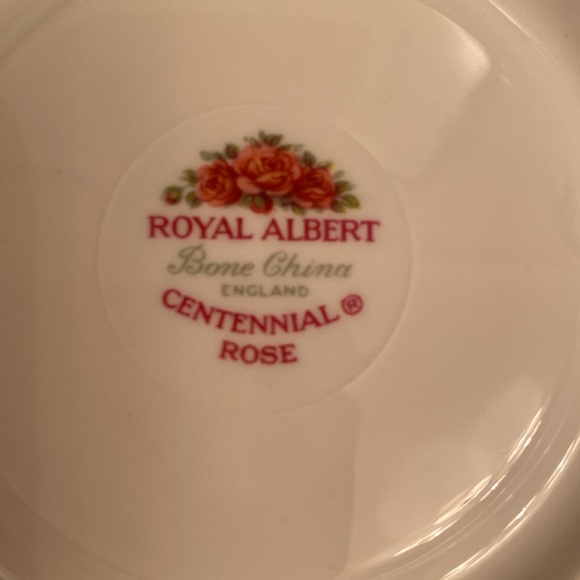 ROYAL ALBERT
Bone China
ENGLAND
CENTENNIAL®
ROSE